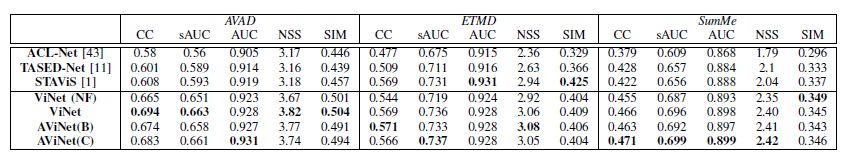 AVAD ETMD SumMe
CC sAUC AUC NSS SIM CC sAUC AUC NSS SIM CC sAUC AUC NSS SIM
ACL-Net [43] 0.58 0.56 0.905 3.17 0.446 0.477 0.675 0.915 2.36 0.329 0.379 0.609 0.868 1.79 0.296
TASED-Net [11] 0.601 0.589 0.914 3.16 0.439 0.509 0.711 0.916 2.63 0.366 0.428 0.657 0.884 2.1 0.333
STAViS [1] 0.608 0.593 0.919 3.18 0.457 0.569 0.731 0.931 2.94 0.425 0.422 0.656 0.888 2.04 0.337
ViNet (NF) 0.665 0.651 0.923 3.67 0.501 0.544 0.719 0.924 2.92 0.404 0.455 0.687 0.893 2.35 0.349
ViNet 0.694 0.663 0.928 3.82 0.504 0.569 0.736 0.928 3.06 0.409 0.466 0.696 0.898 2.40 0.345
AViNet(B) 0.674 0.658 0.927 3.77 0.491 0.571 0.733 0.928 3.08 0.406 0.463 0.692 0.897 2.41 0.343
AViNet(C) 0.683 0.661 0.931 3.74 0.494 0.566 0.737 0.928 3.05 0.404 0.471 0.699 0.899 2.42 0.346